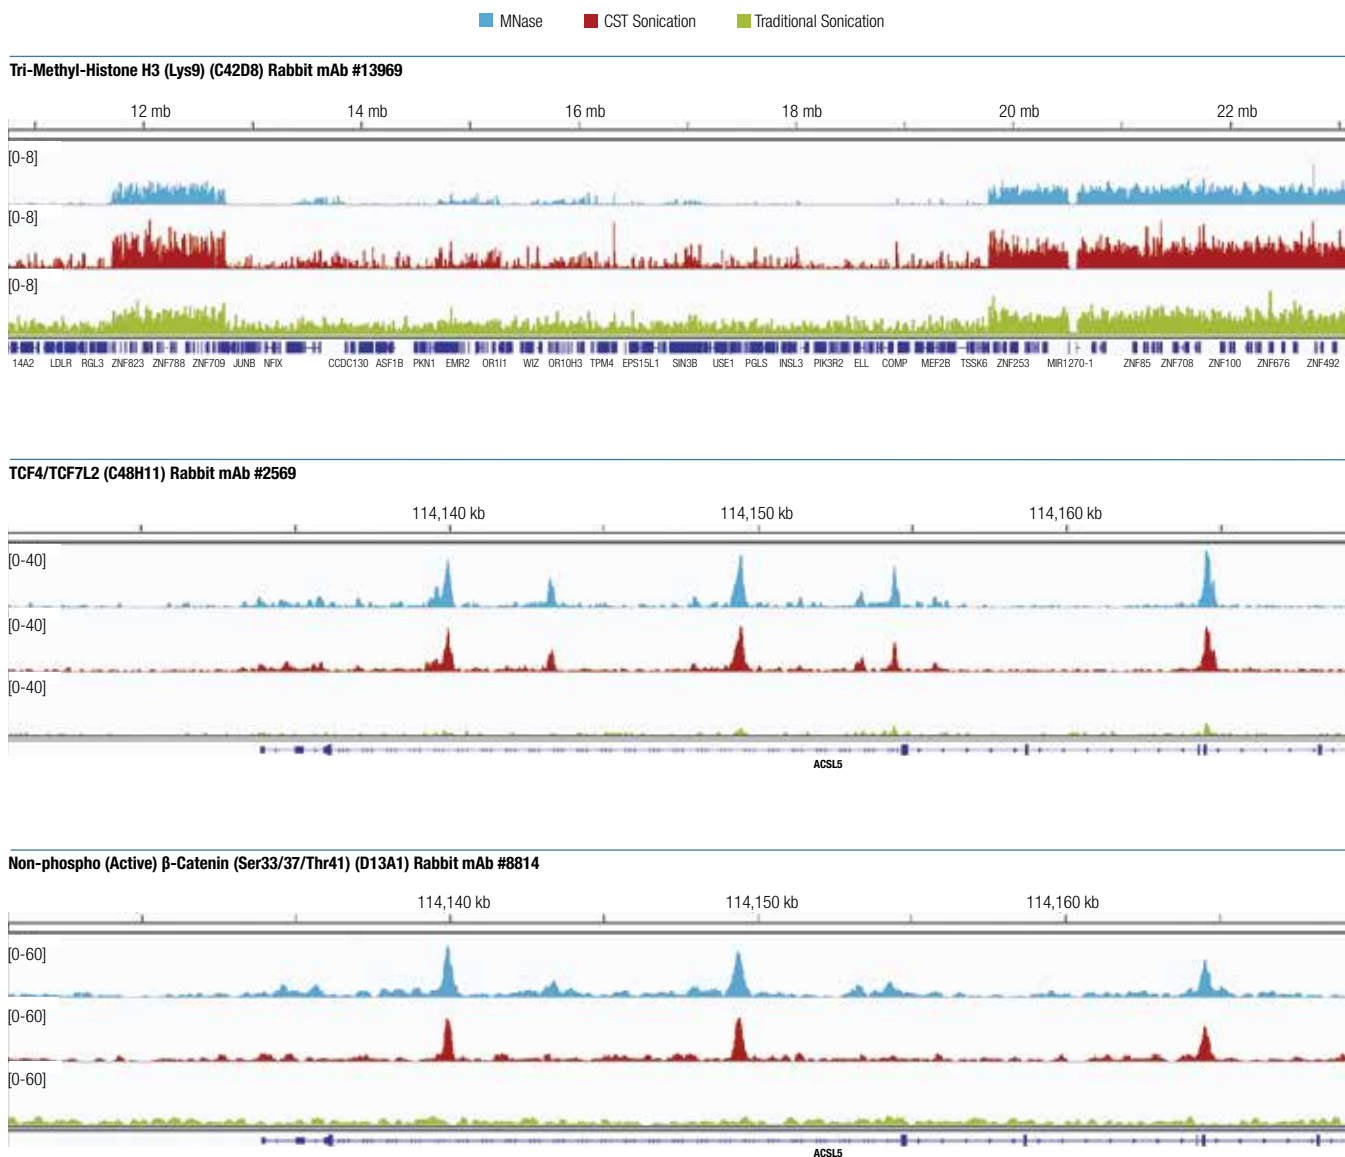 MNase CST Sonication Traditional Sonication
Tri-Methyl-Histone H3 (Lys9) (C42D8) Rabbit mAb #13969
12 mb 14 mb 16 mb 18 mb 20 mb 22 mb
[0-8]
[0-8]
[0-8]
14A2 LDLR RGL3 ZNF823 ZNF788 ZNF709 JUNB NFIX CCDC130 ASF1B PKN1 EMR2 OR1I1 WIZ OR10H3 TPM4 EPS15L1 SIN3B USE1 PGLS INSL3 PIK3R2 ELL COMP MEF2B TSSK6 ZNF253 MIR1270-1 ZNF85 ZNF708 ZNF100 ZNF676 ZNF492
TCF4/TCF7L2 (C48H11) Rabbit mAb #2569
114,140 kb 114,150 kb 114,160 kb
[0-40]
[0-40]
[0-40]
ACSL5
Non-phospho (Active) β-Catenin (Ser33/37/Thr41) (D13A1) Rabbit mAb #8814
114,140 kb 114,150 kb 114,160 kb
[0-60]
[0-60]
[0-60]
ACSL5